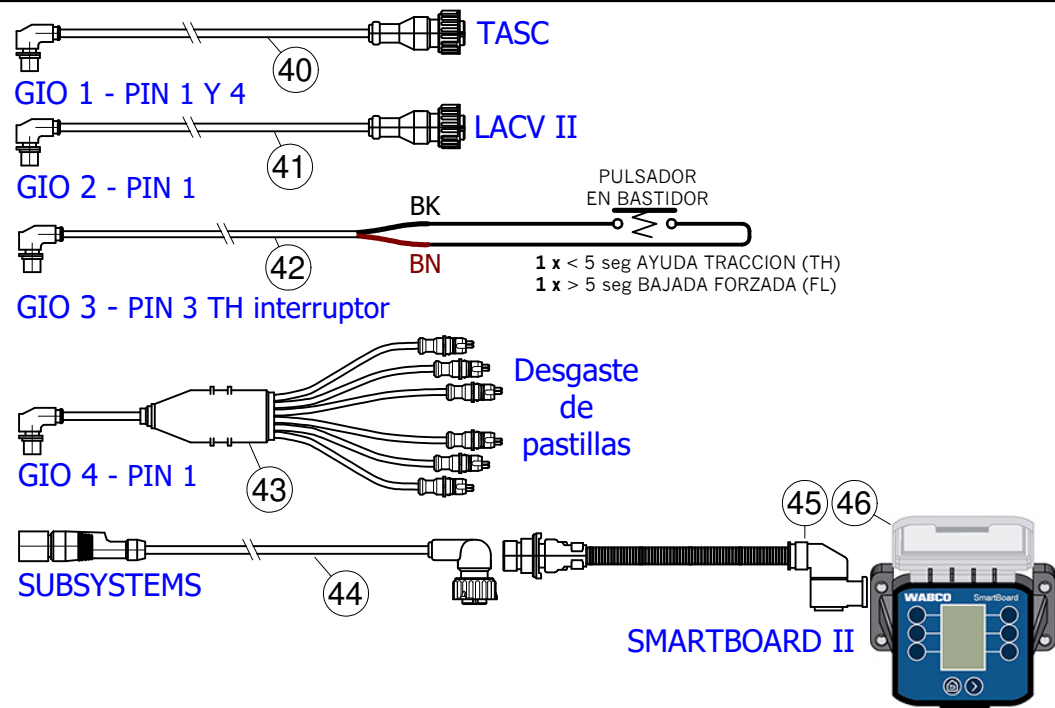 TASC
40
GIO 1 - PIN 1 Y 4
LACV II
41
GIO 2 - PIN 1
PULSADOR
EN BASTIDOR
BK
42
BN
1 x < 5 seg AYUDA TRACCION (TH)
1 x > 5 seg BAJADA FORZADA (FL)
GIO 3 - PIN 3 TH interruptor
Desgaste
de
pastillas
GIO 4 - PIN 1
43
45 46
SUBSYSTEMS
44
WABCO SmartBoard
SMARTBOARD II